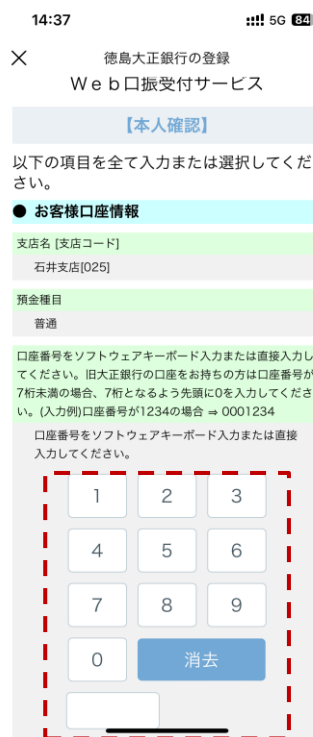 14:37
5G 84
徳島大正銀行の登録
Ｗｅｂ口振受付サービス
【本人確認】
以下の項目を全て入力または選択してくだ
さい。
● お客様口座情報
支店名 [支店コード]
石井支店[025]
預金種目
普通
口座番号をソフトウェアキーボード入力または直接入力し
てください。旧大正銀行の口座をお持ちの方は口座番号が
7桁未満の場合、7桁となるよう先頭に0を入力してくださ
い。(入力例)口座番号が1234の場合 ⇒ 0001234
口座番号をソフトウェアキーボード入力または直接
入力してください。
1 2 3
4 5 6
7 8 9
0 消去